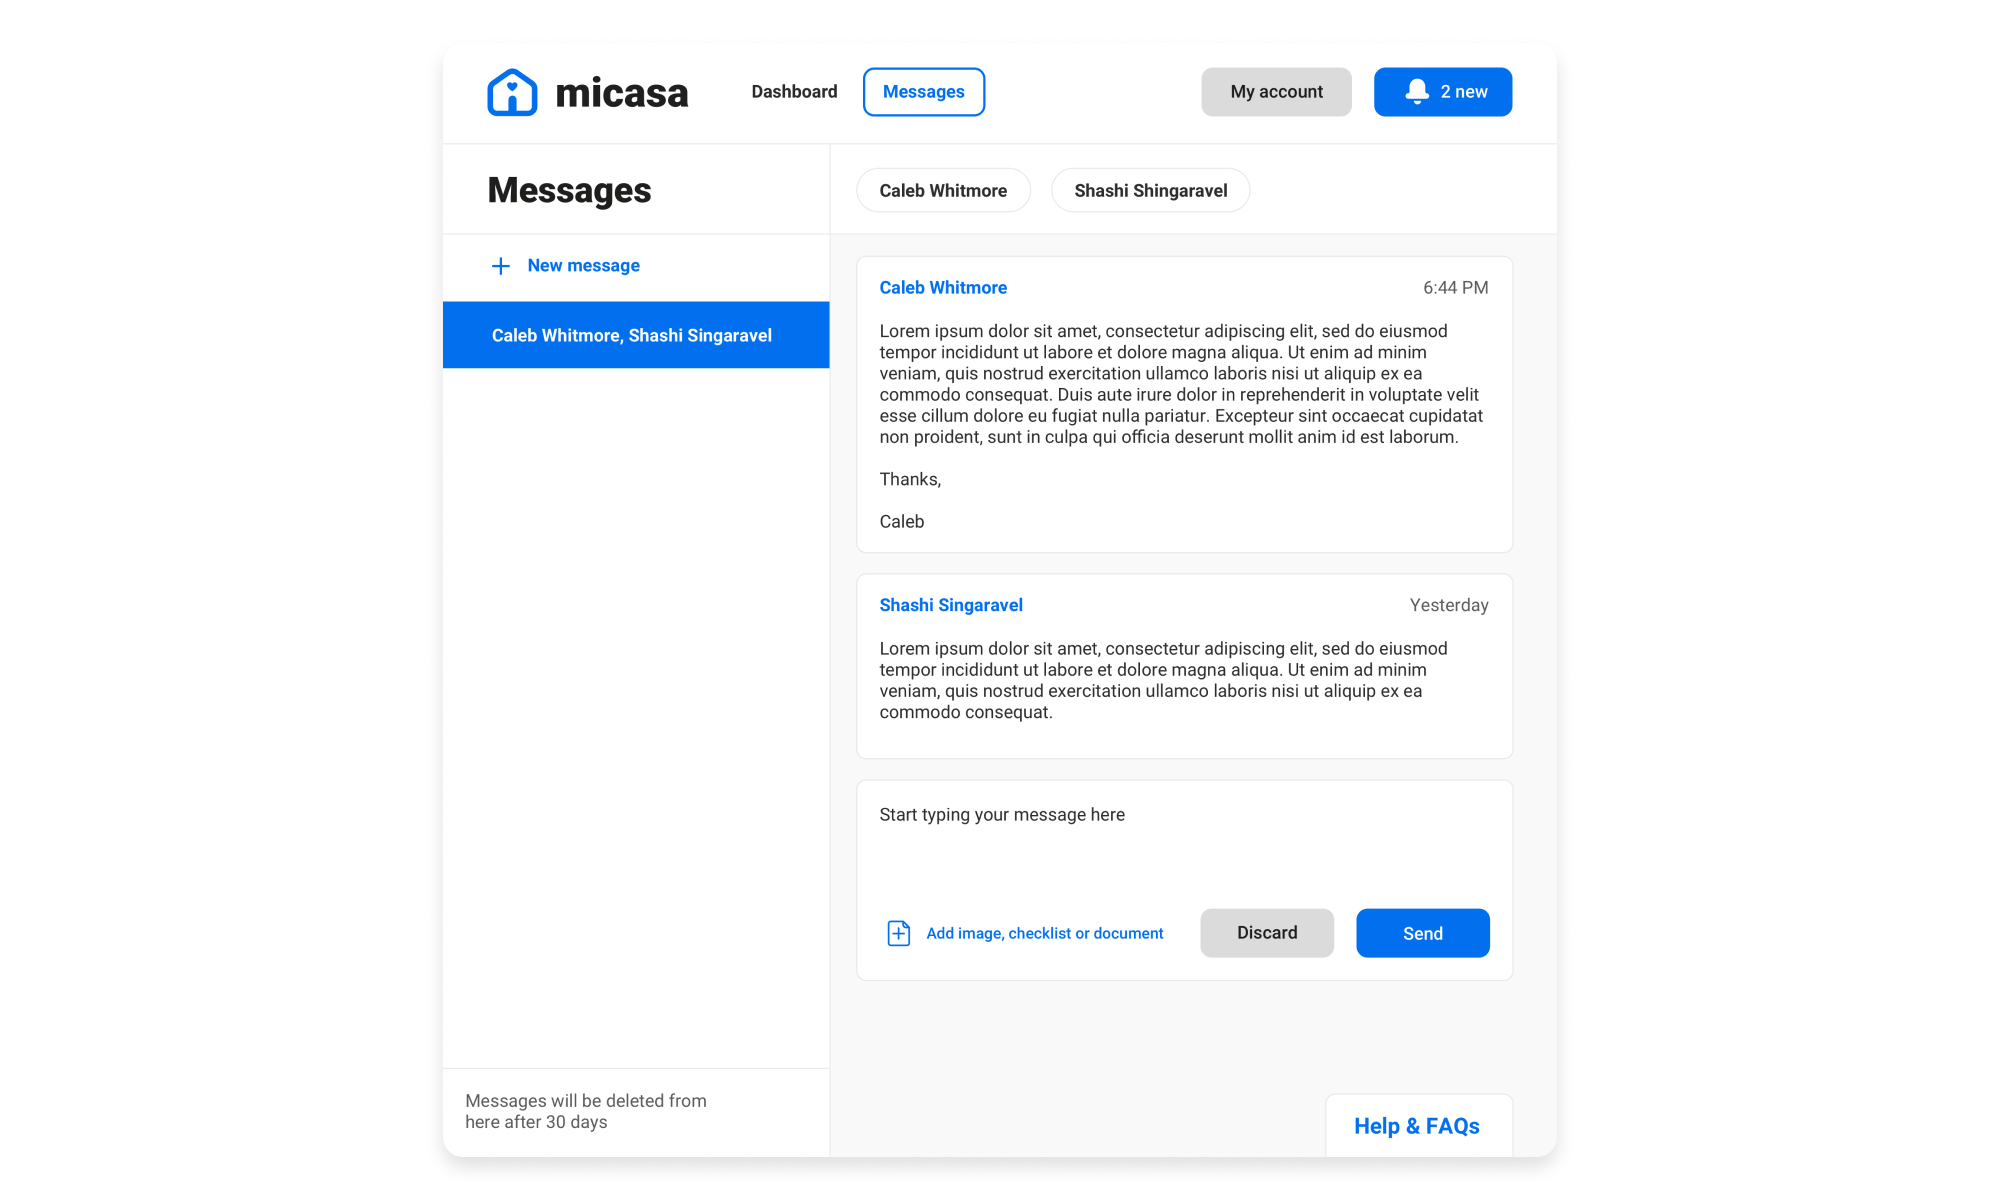 micasa
Dashboard
Messages
My account
2 new
Messages
Caleb Whitmore
Shashi Shingaravel
New message
Caleb Whitmore, Shashi Singaravel
Caleb Whitmore
6:44 PM
Lorem ipsum dolor sit amet, consectetur adipiscing elit, sed do eiusmod
tempor incididunt ut labore et dolore magna aliqua. Ut enim ad minim
veniam, quis nostrud exercitation ullamco laboris nisi ut aliquip ex ea
commodo consequat. Duis aute irure dolor in reprehenderit in voluptate velit
esse cillum dolore eu fugiat nulla pariatur. Excepteur sint occaecat cupidatat
non proident, sunt in culpa qui officia deserunt mollit anim id est laborum.
Thanks,
Caleb
Shashi Singaravel
Yesterday
Lorem ipsum dolor sit amet, consectetur adipiscing elit, sed do eiusmod
tempor incididunt ut labore et dolore magna aliqua. Ut enim ad minim
veniam, quis nostrud exercitation ullamco laboris nisi ut aliquip ex ea
commodo consequat.
Start typing your message here
Add image, checklist or document
Discard
Send
Messages will be deleted from
here after 30 days
Help & FAQs